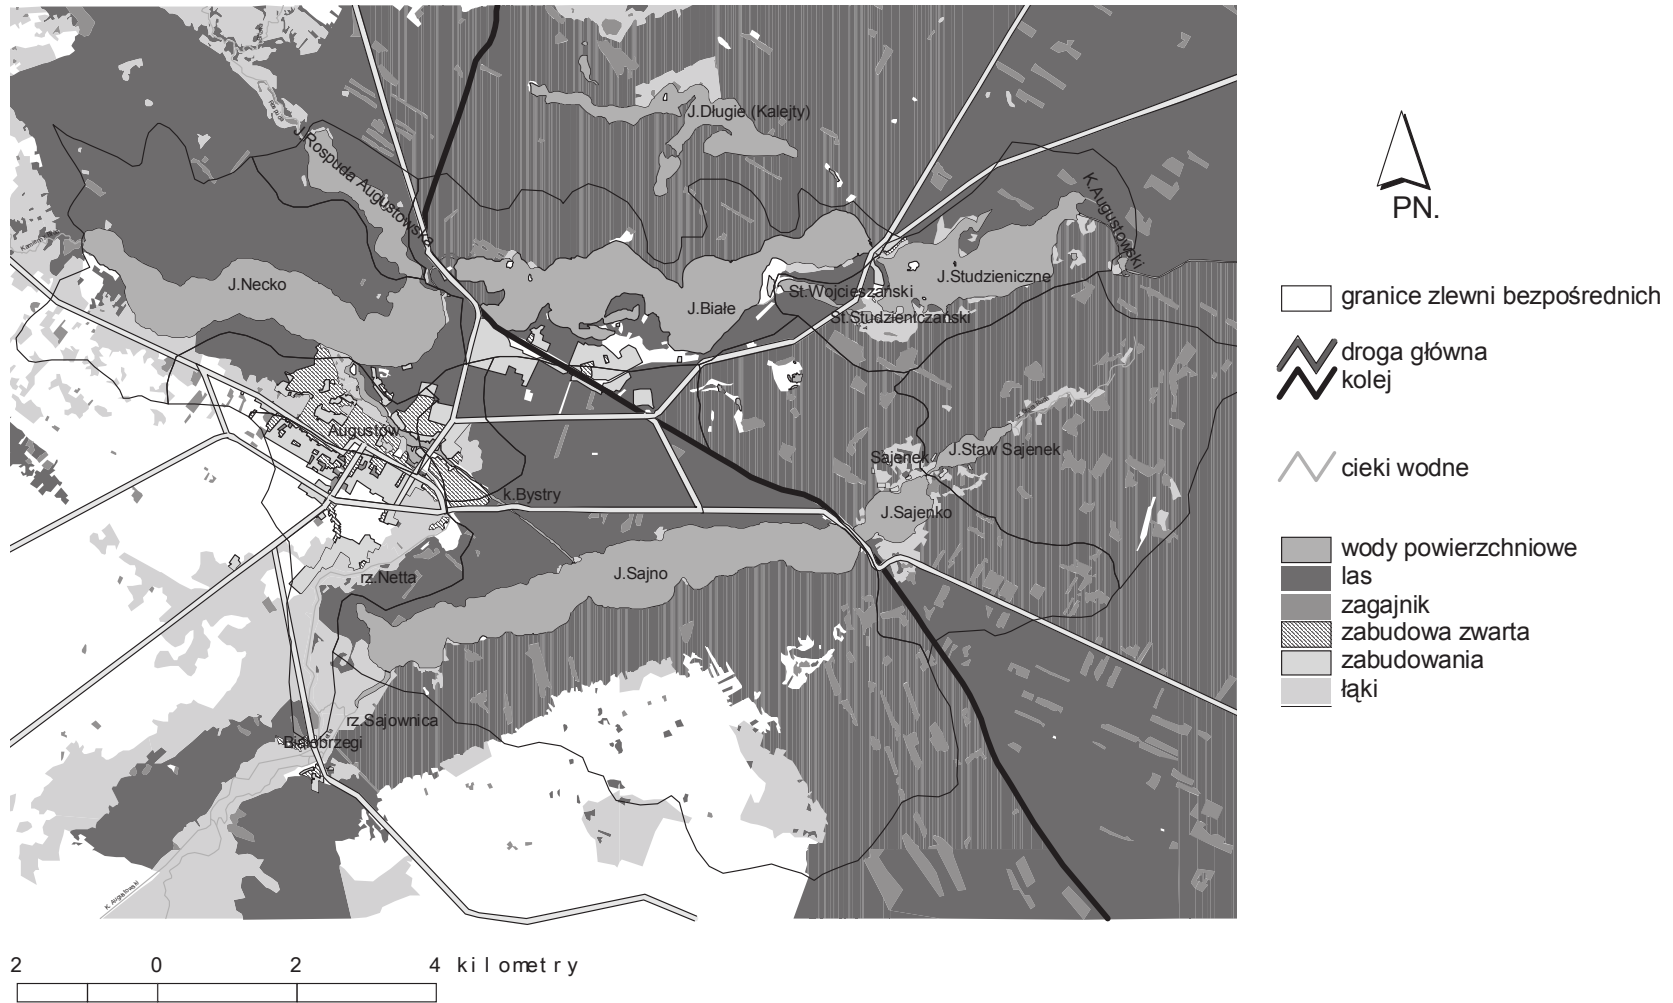 J.Długie (Kalejty)
J.Rospuda Augustowska
K.Augustowski
J.Necko
J.Białe
St.Wojcieszański
J.Studzieniczne
St.Studzieniczański
Augustów
k.Bystry
Sajenek
J.Staw Sajenek
J.Sajenko
rz.Netta
J.Sajno
rz.Sajownica
Białobrzegi
K. Augustowski
PN.
granice zlewni bezpośrednich
droga główna
kolej
cieki wodne
wody powierzchniowe
las
zagajnik
zabudowa zwarta
zabudowania
łąki
2 0 2 4 kilometry